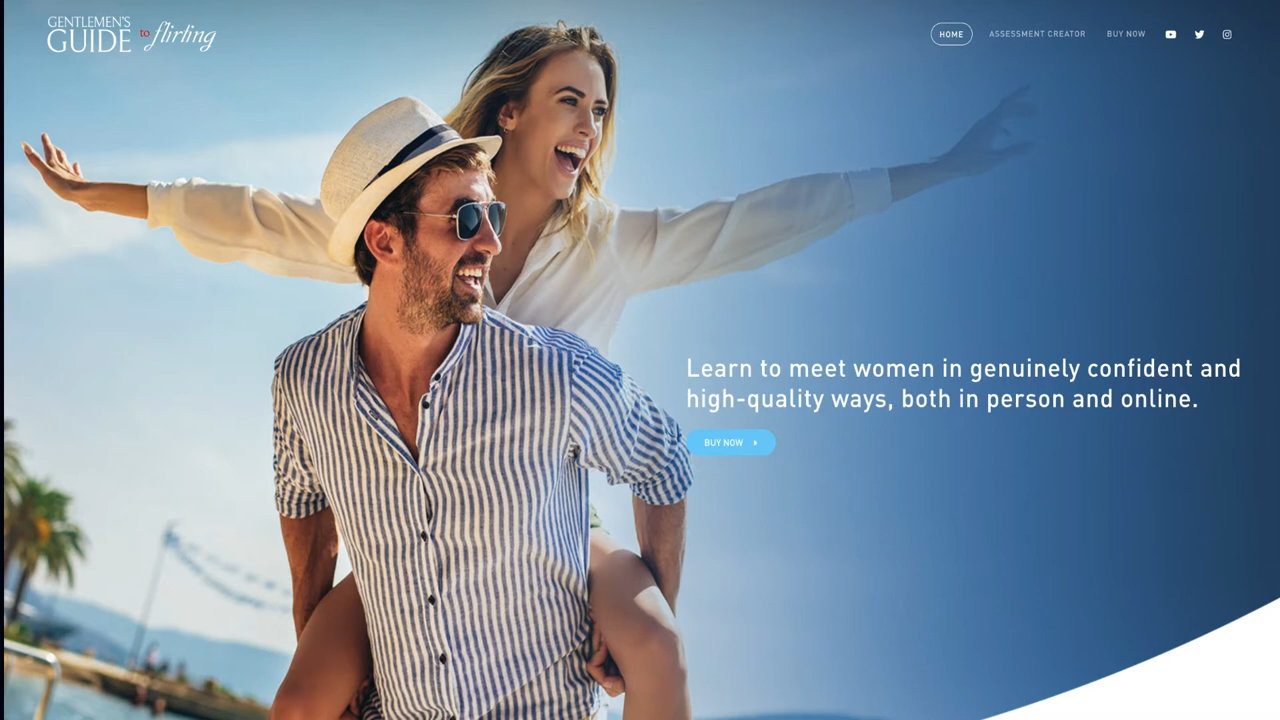 GENTLEMEN'S
GUIDE to flirting
HOME ASSESSMENT CREATOR BUY NOW
Learn to meet women in genuinely confident and
high-quality ways, both in person and online.
BUY NOW